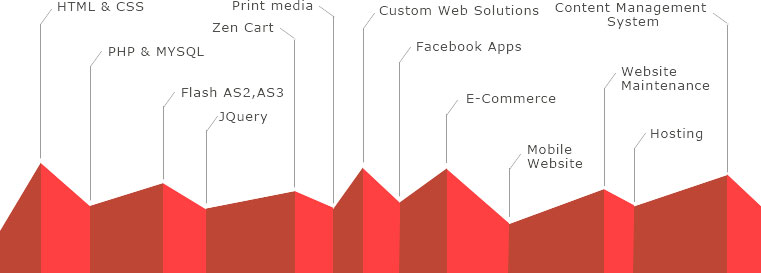 HTML & CSS
PHP & MYSQL
Flash AS2,AS3
JQuery
Zen Cart
Print media
Custom Web Solutions
Facebook Apps
E-Commerce
Mobile
Website
Content Management
System
Website
Maintenance
Hosting